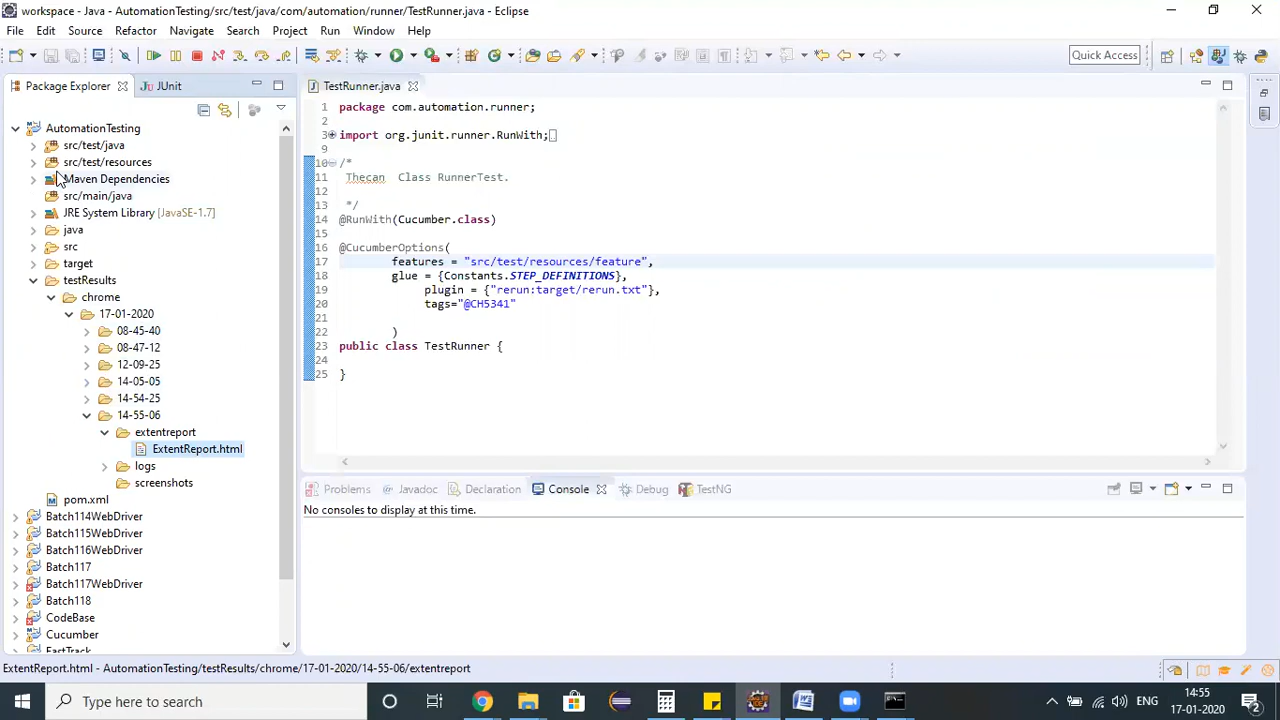 workspace - Java - AutomationTesting/src/test/java/com/automation/runner/TestRunner.java - Eclipse
File Edit Source Refactor Navigate Search Project Run Window Help
Quick Access
Package Explorer
JUnit
AutomationTesting
src/test/java
src/test/resources
Maven Dependencies
src/main/java
JRE System Library [JavaSE-1.7]
java
src
target
testResults
chrome
17-01-2020
08-45-40
08-47-12
12-09-25
14-05-05
14-54-25
14-55-06
extentreport
ExtentReport.html
logs
screenshots
pom.xml
Batch114WebDriver
Batch115WebDriver
Batch116WebDriver
Batch117
Batch117WebDriver
Batch118
CodeBase
Cucumber
FastTrack
TestRunner.java
1 package com.automation.runner;
2
3 import org.junit.runner.RunWith;
9
10 /*
11 Thecan Class RunnerTest.
12
13 */
14 @RunWith(Cucumber.class)
15
16 @CucumberOptions(
17 features = "src/test/resources/feature",
18 glue = {Constants.STEP_DEFINITIONS},
19 plugin = {"rerun:target/rerun.txt"},
20 tags="@CH5341"
21
22 )
23 public class TestRunner {
24
25 }
Problems Javadoc Declaration Console Debug TestNG
No consoles to display at this time.
ExtentReport.html - AutomationTesting/testResults/chrome/17-01-2020/14-55-06/extentreport
Type here to search
ENG
14:55
17-01-2020
2